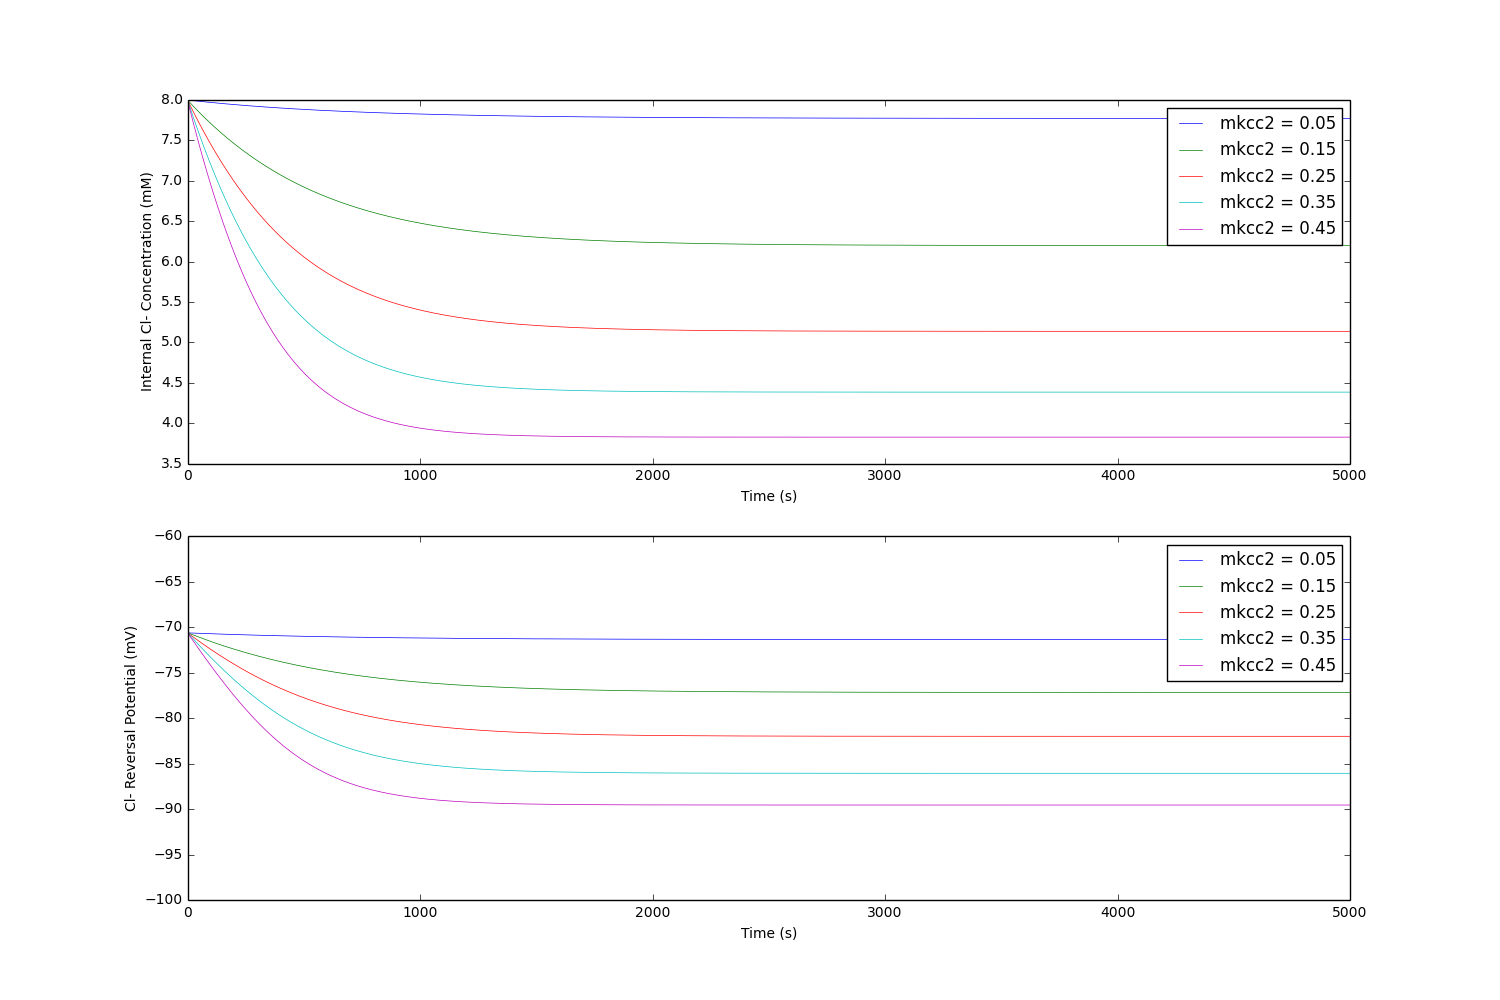 8.0
7.5
7.0
6.5
6.0
5.5
5.0
4.5
4.0
3.5
Internal Cl- Concentration (mM)
mkcc2 = 0.05
mkcc2 = 0.15
mkcc2 = 0.25
mkcc2 = 0.35
mkcc2 = 0.45
0 1000 2000 3000 4000 5000
Time (s)
−60
−65
−70
−75
−80
−85
−90
−95
−100
Cl- Reversal Potential (mV)
mkcc2 = 0.05
mkcc2 = 0.15
mkcc2 = 0.25
mkcc2 = 0.35
mkcc2 = 0.45
0 1000 2000 3000 4000 5000
Time (s)